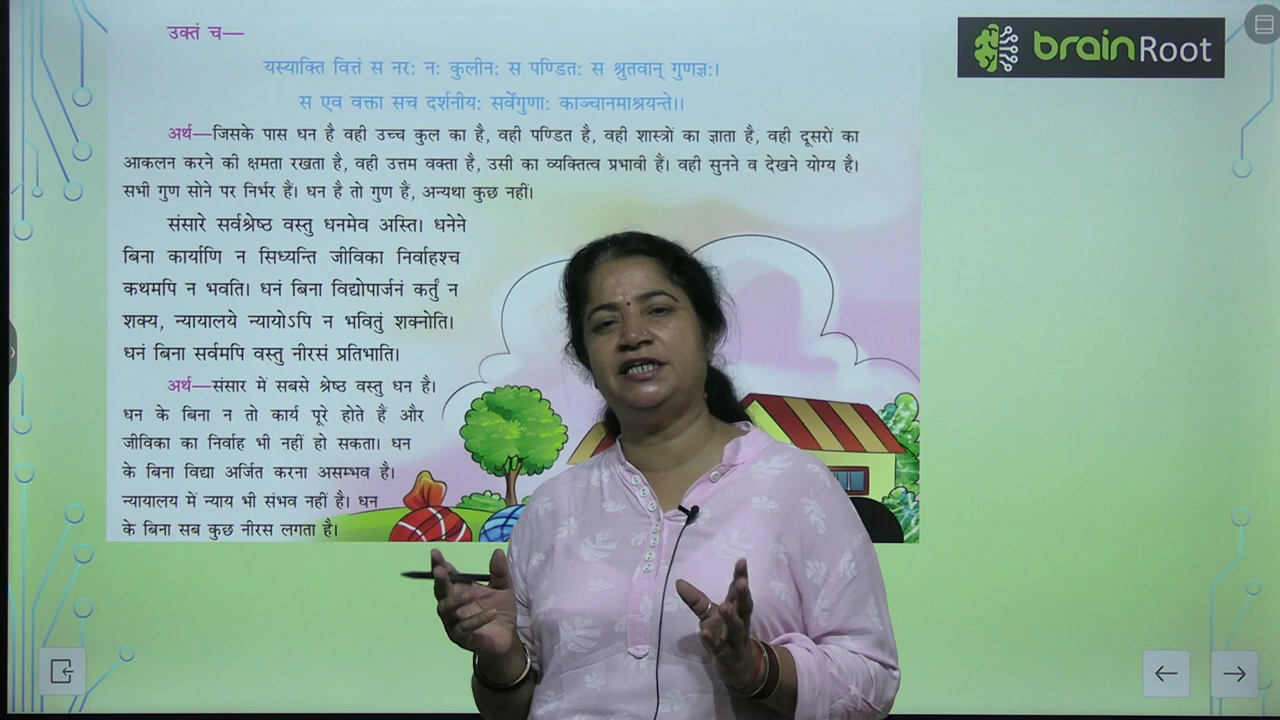 उक्तं च—
brainRoot
यस्याक्ति वित्तं स नरः नः कुलीनः स पण्डितः स श्रुतवान् गुणज्ञः।
स एव वक्ता सच दर्शनीयः सर्वेगुणाः काञ्चानमाश्रयन्ते।।
अर्थ—जिसके पास धन है वही उच्च कुल का है, वही पण्डित है, वही शास्त्रों का ज्ञाता है, वही दूसरों का
आकलन करने की क्षमता रखता है, वही उत्तम वक्ता है, उसी का व्यक्तित्व प्रभावी हैं। वही सुनने व देखने योग्य है।
सभी गुण सोने पर निर्भर हैं। धन है तो गुण हैं, अन्यथा कुछ नहीं।
संसारे सर्वश्रेष्ठ वस्तु धनमेव अस्ति। धनेने
बिना कार्याणि न सिध्यन्ति जीविका निर्वाहश्च
कथमपि न भवति। धनं बिना विद्योपार्जनं कर्तुं न
शक्य, न्यायालये न्यायोऽपि न भवितुं शक्नोति।
धनं बिना सर्वमपि वस्तु नीरसं प्रतिभाति।
अर्थ—संसार में सबसे श्रेष्ठ वस्तु धन है।
धन के बिना न तो कार्य पूरे होते हैं और
जीविका का निर्वाह भी नहीं हो सकता। धन
के बिना विद्या अर्जित करना असम्भव है।
न्यायालय में न्याय भी संभव नहीं है। धन
के बिना सब कुछ नीरस लगता है।